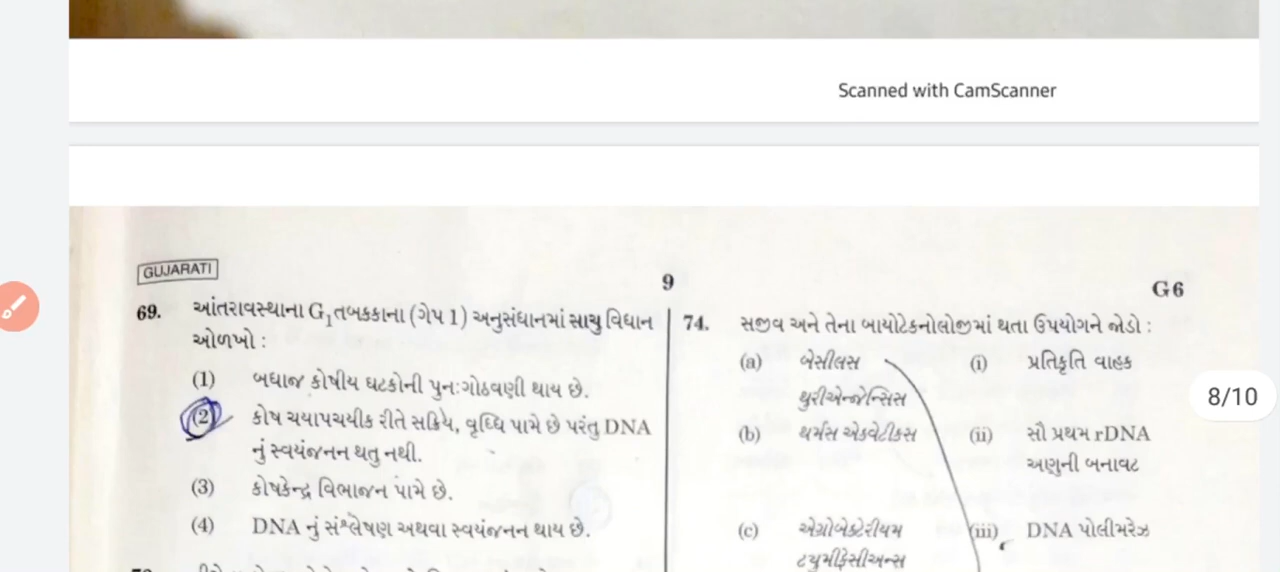 Scanned with CamScanner
GUJARATI
9
G6
69. આંતરાવસ્થાના G1તબક્કાના (ગેપ 1) અનુસંધાનમાં સાચુ વિધાન
ઓળખો :
(1) બધાજ કોષીય ઘટકોની પુનઃગોઠવણી થાય છે.
(2) કોષ ચયાપચયીક રીતે સક્રિય, વૃધ્ધિ પામે છે પરંતુ DNA
નું સ્વયંજનન થતુ નથી.
(3) કોષકેન્દ્ર વિભાજન પામે છે.
(4) DNA નું સંશ્લેષણ અથવા સ્વયંજનન થાય છે.
74. સજીવ અને તેના બાયોટેકનોલોજીમાં થતા ઉપયોગને જોડો :
(a) બેસીલસ (i) પ્રતિકૃતિ વાહક
થુરીએન્જેન્સિસ
(b) થર્મસ એકવેટીકસ (ii) સૌ પ્રથમ rDNA
અણુની બનાવટ
(c) એગ્રોબેક્ટેરીયમ (iii) DNA પોલીમરેઝ
ટયુમીફેસીઅન્સ
8/10